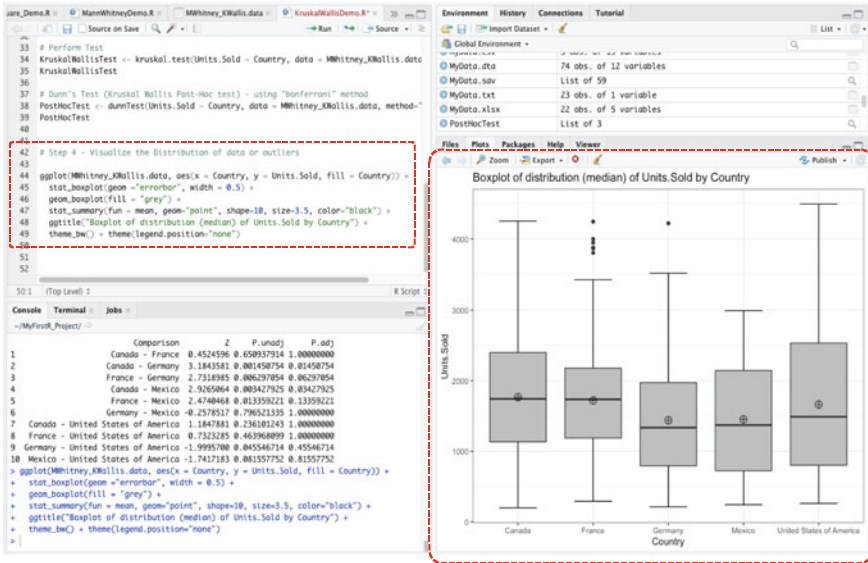 uare_Demo.R MannWhitneyDemo.R MWhitney_KWallis.data KruskalWallisDemo.R*
Source on Save Run Source
33 # Perform Test
34 KruskalWallisTest <- kruskal.test(Units.Sold ~ Country, data = MWhitney_KWallis.data
35 KruskalWallisTest
36
37 # Dunn's Test (Kruskal Wallis Post-Hoc test) - using "bonferroni" method
38 PostHocTest <- dunnTest(Units.Sold ~ Country, data = MWhitney_KWallis.data, method="
39 PostHocTest
40
41
42 # Step 4 - Visualize the Distribution of data or outliers
43
44 ggplot(MWhitney_KWallis.data, aes(x = Country, y = Units.Sold, fill = Country)) +
45 stat_boxplot(geom ="errorbar", width = 0.5) +
46 geom_boxplot(fill = "grey") +
47 stat_summary(fun = mean, geom="point", shape=10, size=3.5, color="black") +
48 ggtitle("Boxplot of distribution (median) of Units.Sold by Country") +
49 theme_bw() + theme(legend.position="none")
50
51
52
50:1 (Top Level) R Script
Console Terminal Jobs
~/MyFirstR_Project/
Comparison Z P.unadj P.adj
1 Canada - France 0.4524596 0.650937914 1.00000000
2 Canada - Germany 3.1843581 0.001450754 0.01450754
3 France - Germany 2.7318985 0.006297054 0.06297054
4 Canada - Mexico 2.9265064 0.003427925 0.03427925
5 France - Mexico 2.4740468 0.013359221 0.13359221
6 Germany - Mexico -0.2578517 0.796521335 1.00000000
7 Canada - United States of America 1.1847881 0.236101243 1.00000000
8 France - United States of America 0.7323285 0.463968099 1.00000000
9 Germany - United States of America -1.9995700 0.045546714 0.45546714
10 Mexico - United States of America -1.7417183 0.081557752 0.81557752
> ggplot(MWhitney_KWallis.data, aes(x = Country, y = Units.Sold, fill = Country)) +
+ stat_boxplot(geom ="errorbar", width = 0.5) +
+ geom_boxplot(fill = "grey") +
+ stat_summary(fun = mean, geom="point", shape=10, size=3.5, color="black") +
+ ggtitle("Boxplot of distribution (median) of Units.Sold by Country") +
+ theme_bw() + theme(legend.position="none")
>
Environment History Connections Tutorial
Import Dataset List
Global Environment
MyData.dta 74 obs. of 12 variables
MyData.sav List of 59
MyData.txt 23 obs. of 1 variable
MyData.xlsx 22 obs. of 5 variables
PostHocTest List of 3
Files Plots Packages Help Viewer
Zoom Export Publish
Boxplot of distribution (median) of Units.Sold by Country
4000
3000
2000
1000
0
Units.Sold
Canada France Germany Mexico United States of America
Country